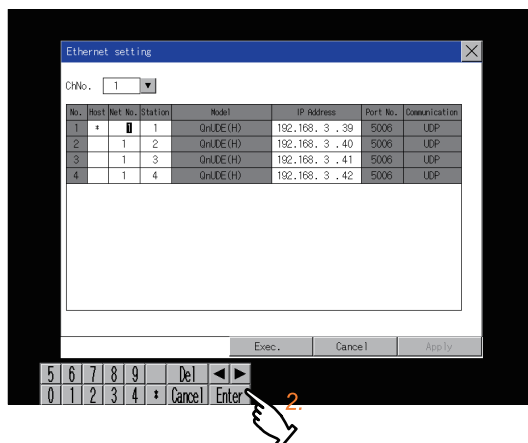 Ethernet setting
ChNo. 1
No. Host Net No. Station Model IP Address Port No. Communication
1 * 1 1 QnUDE(H) 192.168. 3 . 39 5006 UDP
2 1 2 QnUDE(H) 192.168. 3 . 40 5006 UDP
3 1 3 QnUDE(H) 192.168. 3 . 41 5006 UDP
4 1 4 QnUDE(H) 192.168. 3 . 42 5006 UDP
Exec. Cancel Apply
5 6 7 8 9 Del
0 1 2 3 4 * Cancel Enter
2.